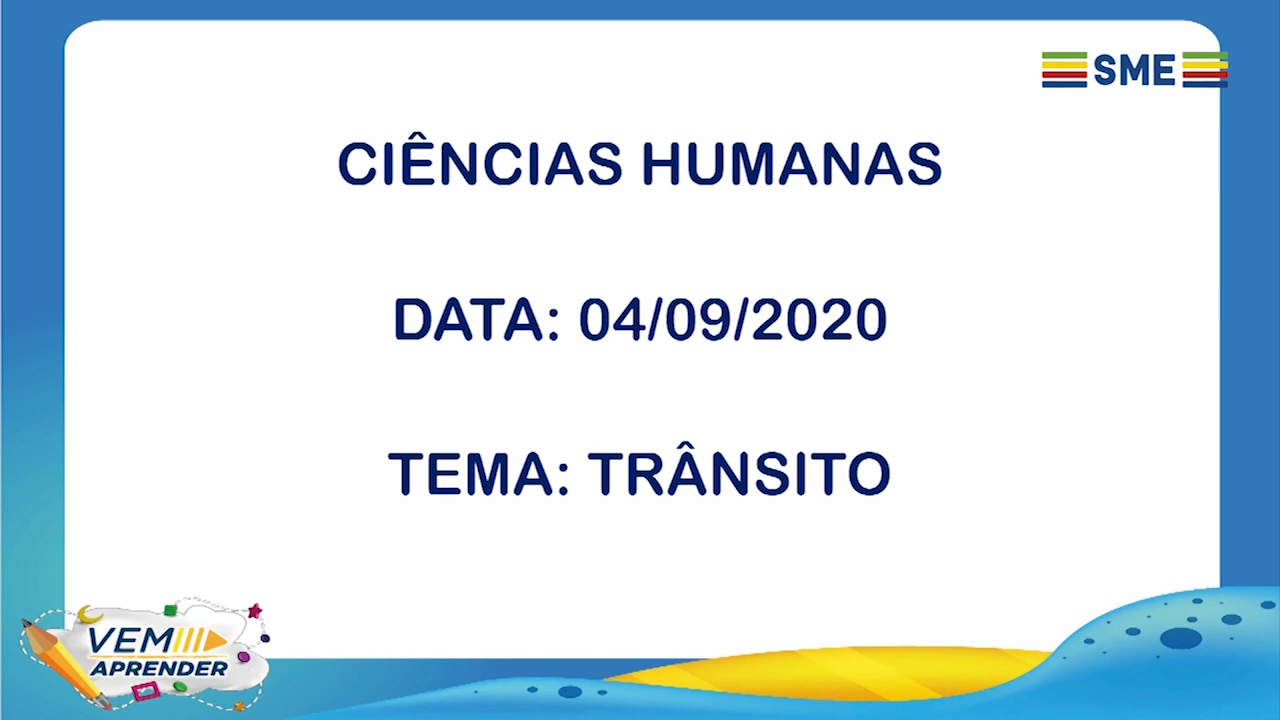 SME
CIÊNCIAS HUMANAS
DATA: 04/09/2020
TEMA: TRÂNSITO
VEM
APRENDER